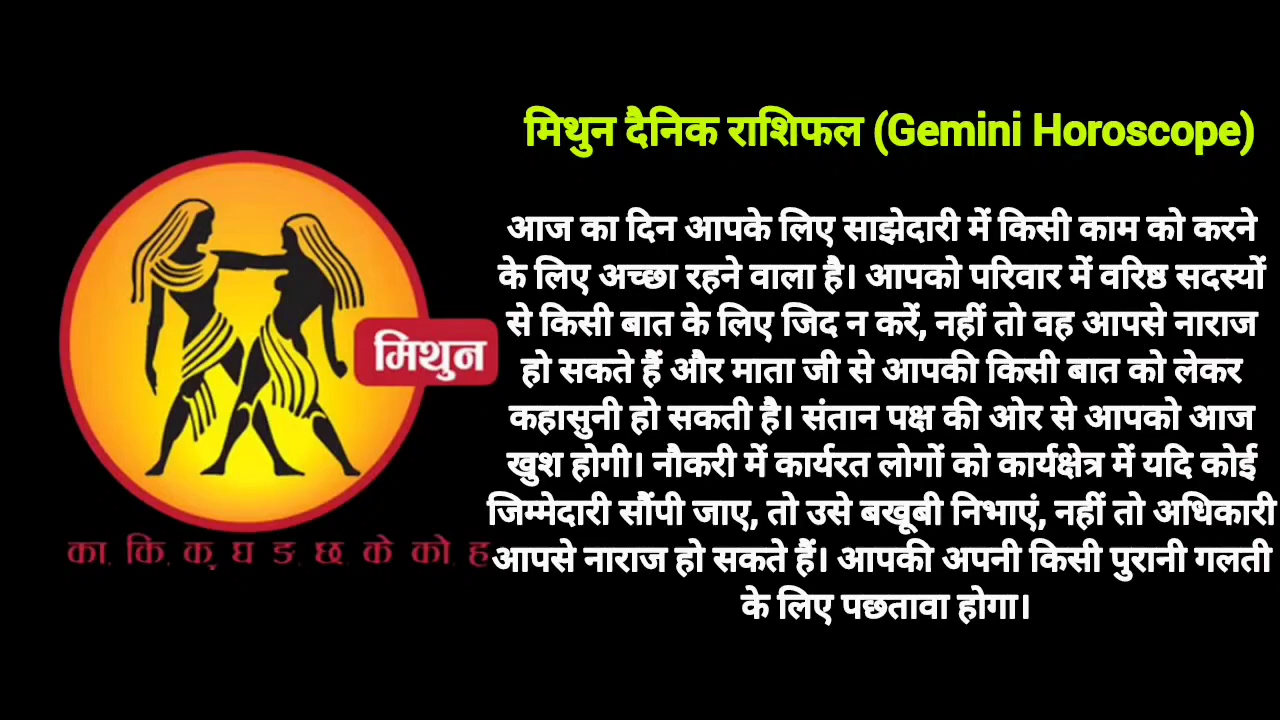 मिथुन दैनिक राशिफल (Gemini Horoscope)
आज का दिन आपके लिए साझेदारी में किसी काम को करने
के लिए अच्छा रहने वाला है। आपको परिवार में वरिष्ठ सदस्यों
से किसी बात के लिए जिद न करें, नहीं तो वह आपसे नाराज
हो सकते हैं और माता जी से आपकी किसी बात को लेकर
कहासुनी हो सकती है। संतान पक्ष की ओर से आपको आज
खुश होगी। नौकरी में कार्यरत लोगों को कार्यक्षेत्र में यदि कोई
जिम्मेदारी सौंपी जाए, तो उसे बखूबी निभाएं, नहीं तो अधिकारी
आपसे नाराज हो सकते हैं। आपकी अपनी किसी पुरानी गलती
के लिए पछतावा होगा।
मिथुन
का. कि. कू घ ङ. छ. के को. ह